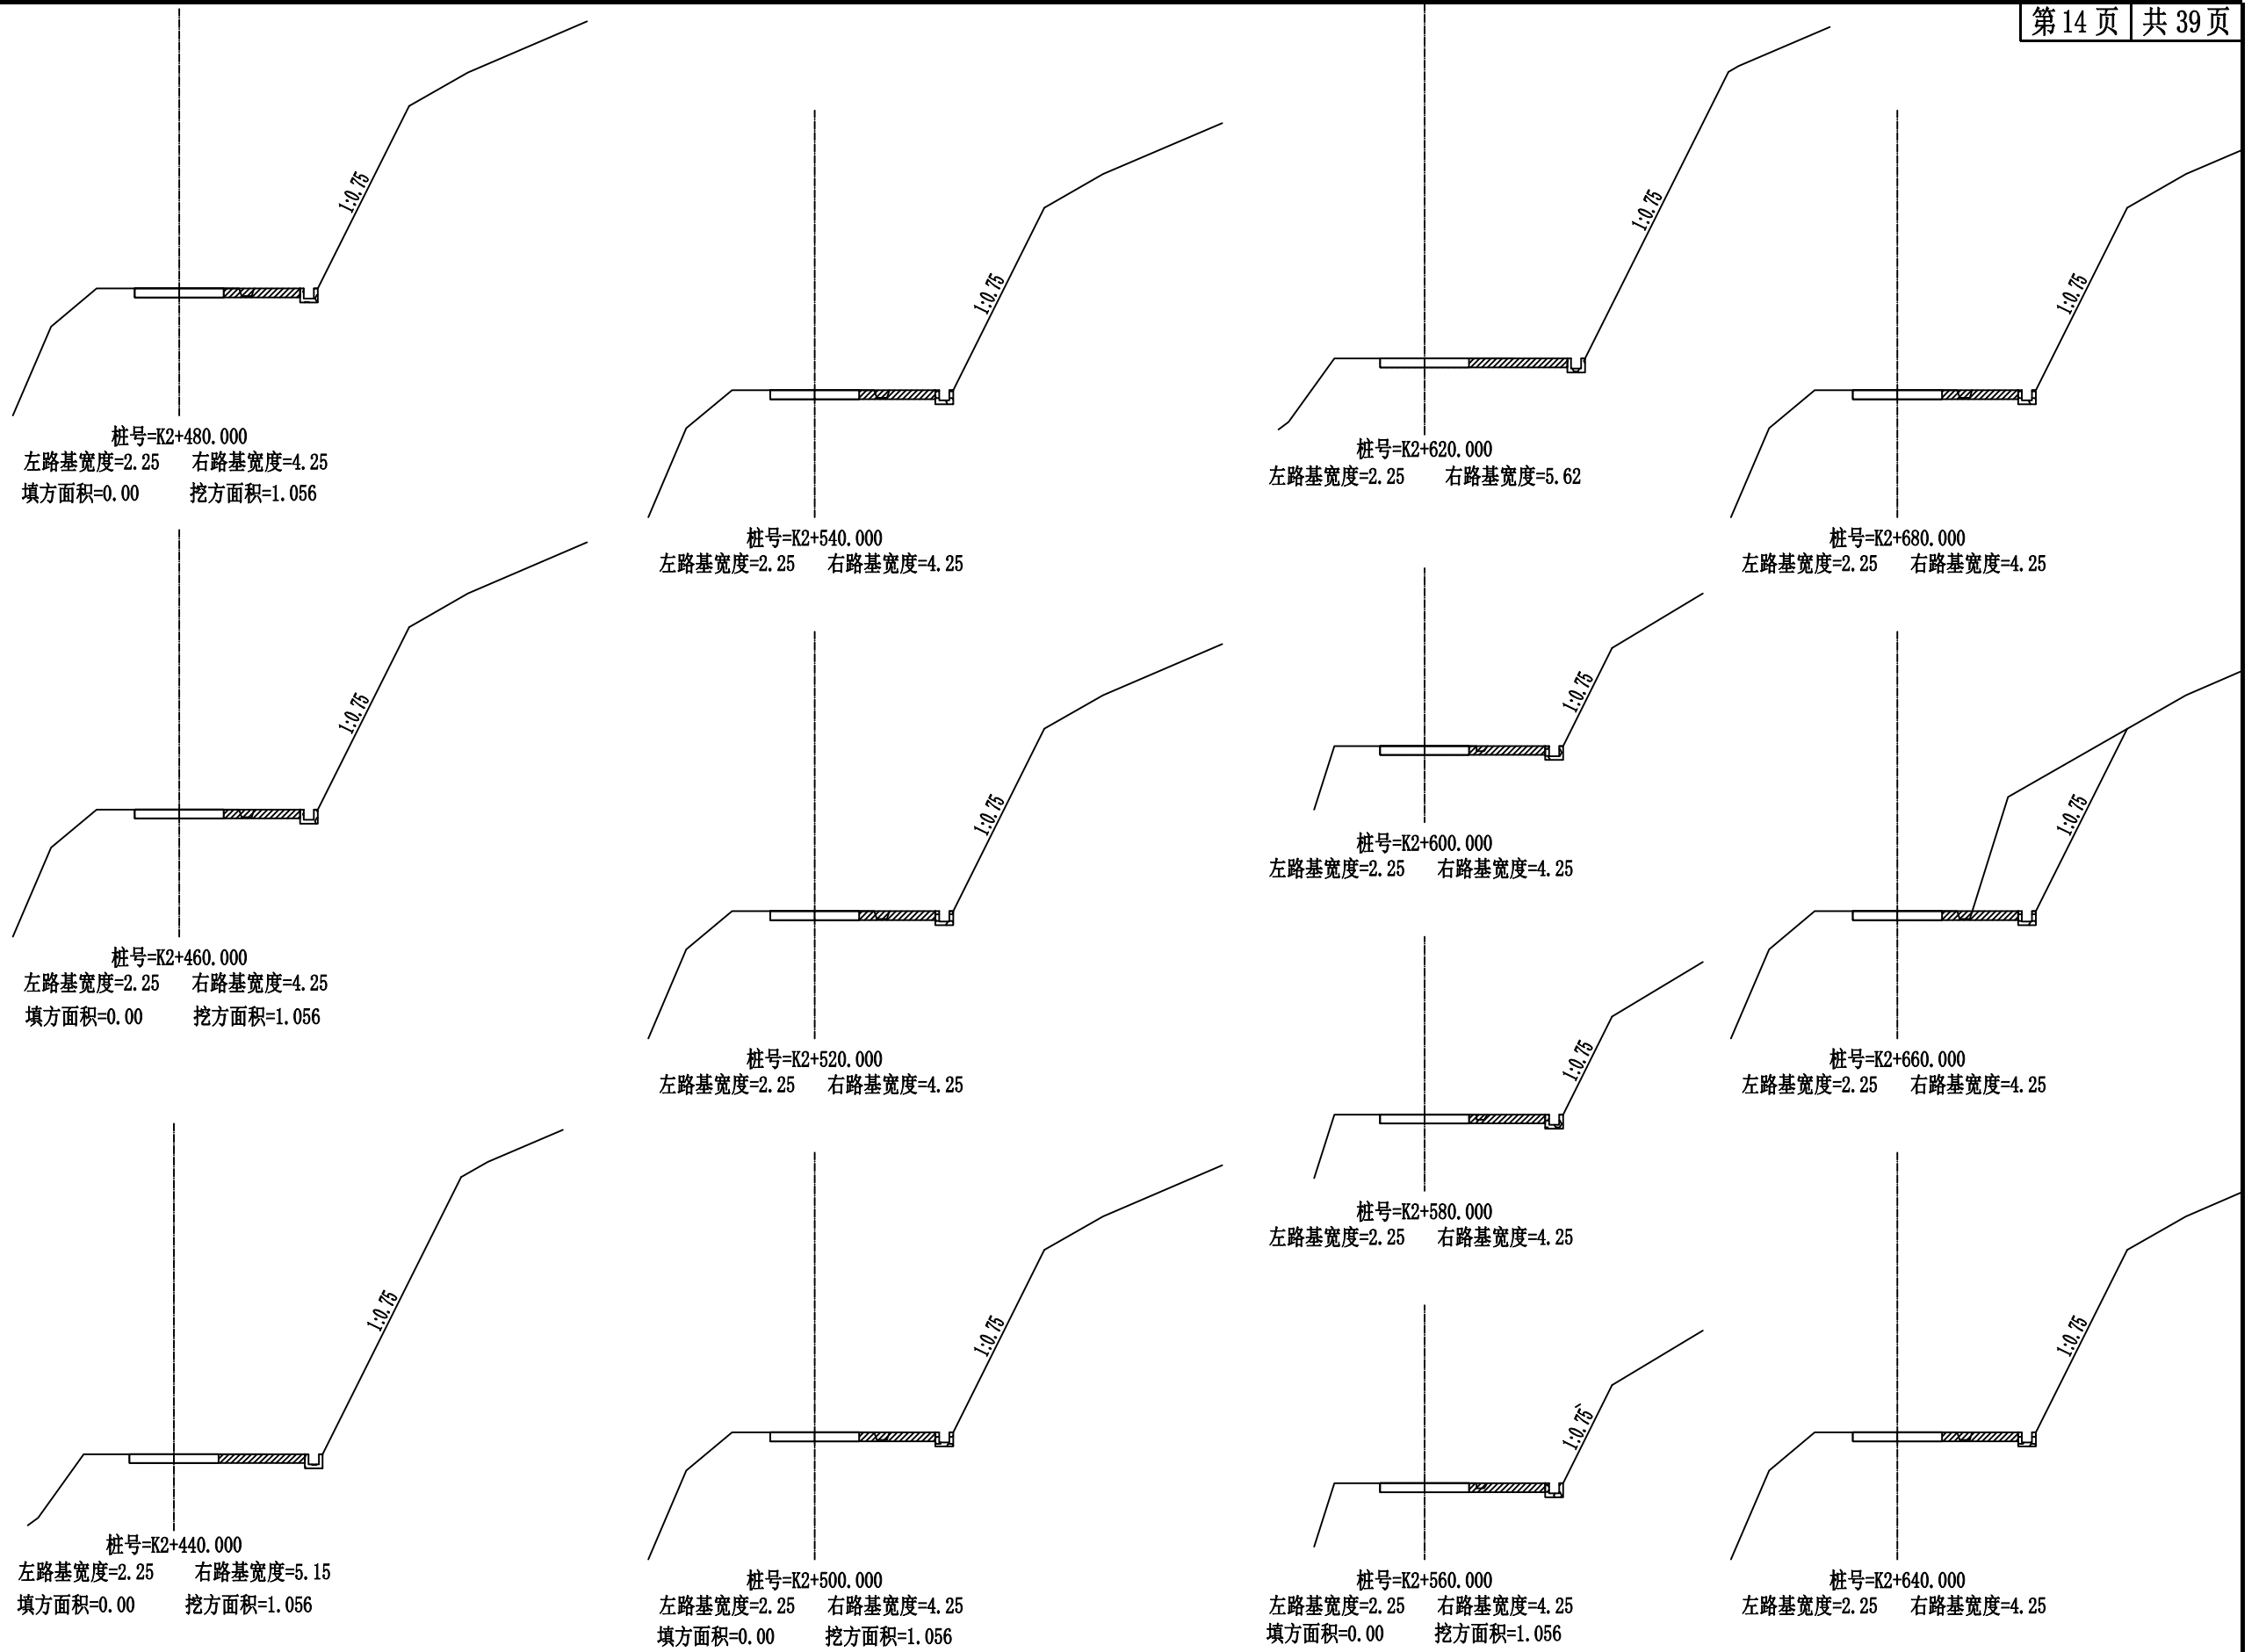 第14页 共39页
1:0.75
桩号=K2+480.000
左路基宽度=2.25 右路基宽度=4.25
填方面积=0.00 挖方面积=1.056
1:0.75
桩号=K2+460.000
左路基宽度=2.25 右路基宽度=4.25
填方面积=0.00 挖方面积=1.056
1:0.75
桩号=K2+440.000
左路基宽度=2.25 右路基宽度=5.15
填方面积=0.00 挖方面积=1.056
1:0.75
桩号=K2+540.000
左路基宽度=2.25 右路基宽度=4.25
1:0.75
桩号=K2+520.000
左路基宽度=2.25 右路基宽度=4.25
1:0.75
桩号=K2+500.000
左路基宽度=2.25 右路基宽度=4.25
填方面积=0.00 挖方面积=1.056
1:0.75
桩号=K2+620.000
左路基宽度=2.25 右路基宽度=5.62
1:0.75
桩号=K2+600.000
左路基宽度=2.25 右路基宽度=4.25
1:0.75
桩号=K2+580.000
左路基宽度=2.25 右路基宽度=4.25
1:0.75
桩号=K2+560.000
左路基宽度=2.25 右路基宽度=4.25
填方面积=0.00 挖方面积=1.056
1:0.75
桩号=K2+680.000
左路基宽度=2.25 右路基宽度=4.25
1:0.75
桩号=K2+660.000
左路基宽度=2.25 右路基宽度=4.25
1:0.75
桩号=K2+640.000
左路基宽度=2.25 右路基宽度=4.25